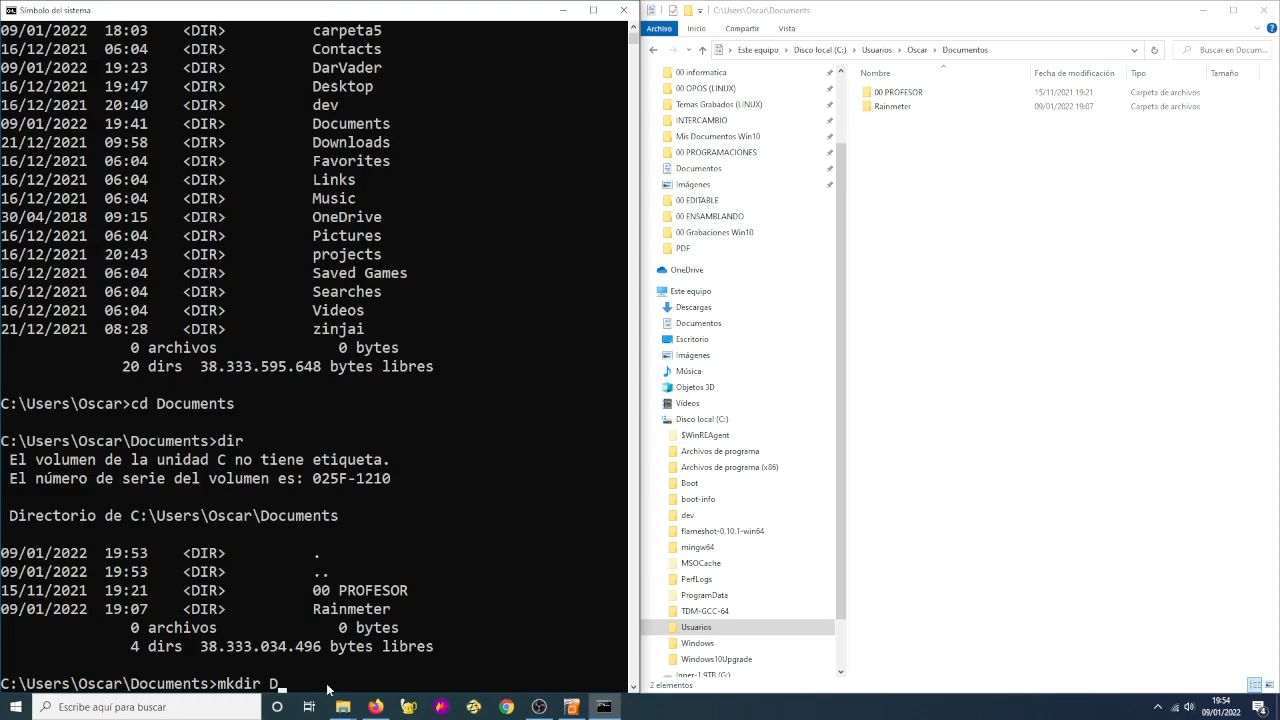 Símbolo del sistema
09/01/2022 18:03 <DIR> carpeta5
16/12/2021 06:04 <DIR> Contacts
06/01/2022 19:23 <DIR> DarVader
16/12/2021 19:47 <DIR> Desktop
16/12/2021 20:40 <DIR> dev
09/01/2022 19:41 <DIR> Documents
21/12/2021 09:58 <DIR> Downloads
16/12/2021 06:04 <DIR> Favorites
16/12/2021 06:04 <DIR> Links
16/12/2021 06:04 <DIR> Music
29/04/2018 09:15 <DIR> OneDrive
16/12/2021 06:04 <DIR> Pictures
16/12/2021 20:43 <DIR> projects
16/12/2021 06:04 <DIR> Saved Games
16/12/2021 06:04 <DIR> Searches
16/12/2021 06:04 <DIR> Videos
21/12/2021 08:28 <DIR> zinjai
0 archivos 0 bytes
20 dirs 38.333.595.648 bytes libres
C:\Users\Oscar>cd Documents
C:\Users\Oscar\Documents>dir
El volumen de la unidad C no tiene etiqueta.
El número de serie del volumen es: 025F-1210
Directorio de C:\Users\Oscar\Documents
09/01/2022 19:53 <DIR> .
09/01/2022 19:53 <DIR> ..
15/11/2021 19:21 <DIR> 00 PROFESOR
09/01/2022 19:07 <DIR> Rainmeter
0 archivos 0 bytes
4 dirs 38.333.034.496 bytes libres
C:\Users\Oscar\Documents>mkdir D
C:\Users\Oscar\Documents
Archivo Inicio Compartir Vista
Este equipo > Disco local (C:) > Usuarios > Oscar > Documentos
Buscar en Docum...
00 informatica
00 OPOS (LINUX)
Temas Grabados (LINUX)
INTERCAMBIO
Mis Documentos Win10
00 PROGRAMACIONES
Documentos
Imágenes
00 EDITABLE
00 ENSAMBLANDO
00 Grabaciones Win10
PDF
OneDrive
Este equipo
Descargas
Documentos
Escritorio
Imágenes
Música
Objetos 3D
Vídeos
Disco local (C:)
$WinREAgent
Archivos de programa
Archivos de programa (x86)
Boot
boot-info
dev
flameshot-0.10.1-win64
mingw64
MSOCache
PerfLogs
ProgramData
TDM-GCC-64
Usuarios
Windows
Windows10Upgrade
Inner-1.9TB (G:)
Nombre Fecha de modificación Tipo Tamaño
00 PROFESOR 15/11/2021 19:21 Carpeta de archivos
Rainmeter 09/01/2022 19:07 Carpeta de archivos
2 elementos
Escribe aquí para buscar
19:54
09/01/2022
4